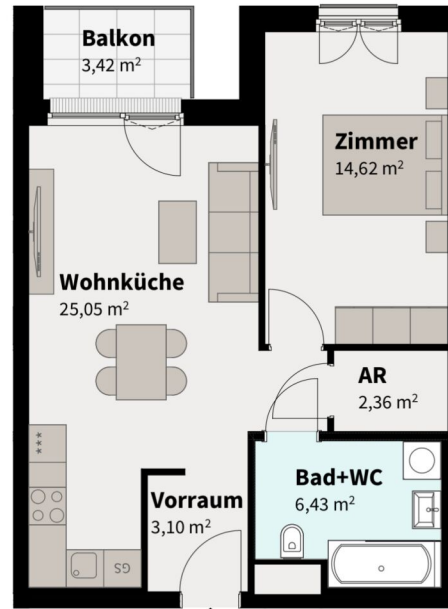 Balkon
3,42 m²
Zimmer
14,62 m²
Wohnküche
25,05 m²
AR
2,36 m²
***
Bad+WC
6,43 m²
Vorraum
3,10 m²
GS